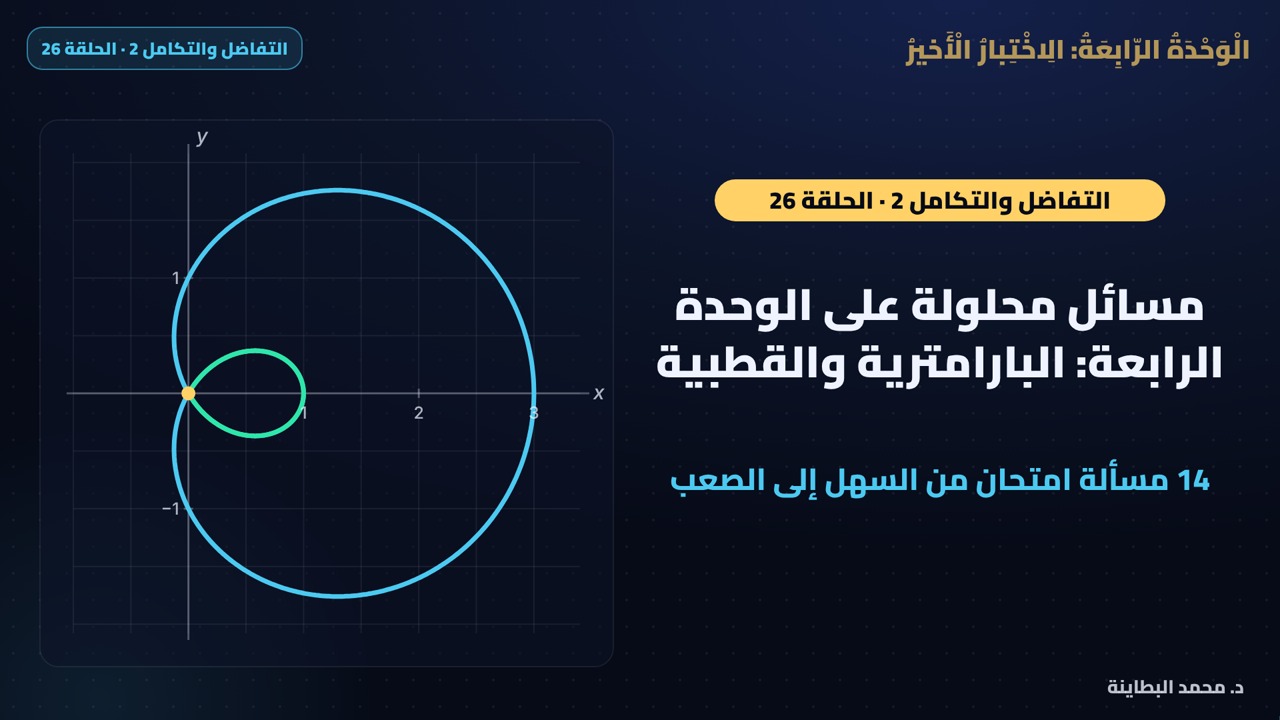 الْوَحْدَةُ الرّابِعَةُ: الِاخْتِبارُ الْأَخيرُ
التفاضل والتكامل 2 · الحلقة 26
التفاضل والتكامل 2 · الحلقة 26
مسائل محلولة على الوحدة
الرابعة: البارامترية والقطبية
14 مسألة امتحان من السهل إلى الصعب
y
1
x
1
2
3
−1
د. محمد البطاينة